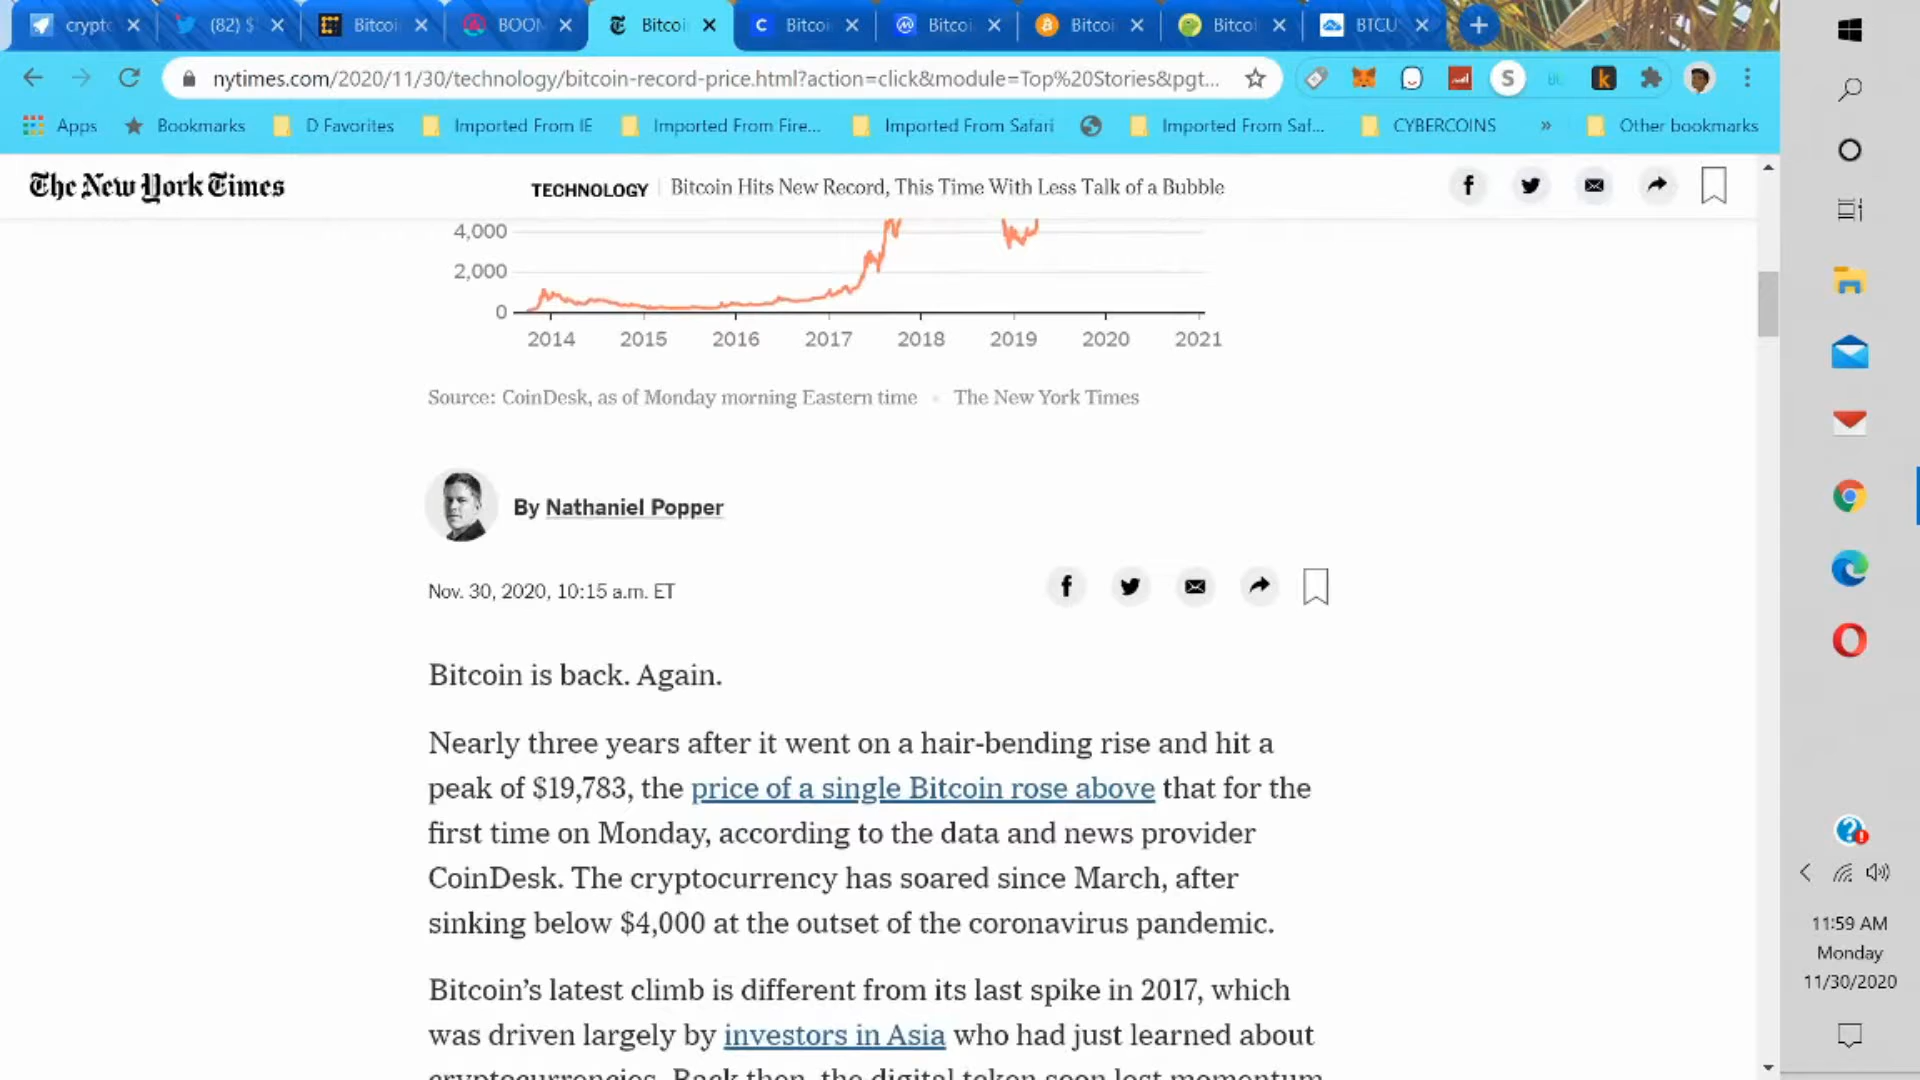 crypto
(82) $
Bitcoi
BOOM
Bitcoi
Bitcoi
Bitcoi
Bitcoi
Bitcoi
BTCU
nytimes.com/2020/11/30/technology/bitcoin-record-price.html?action=click&module=Top%20Stories&pgt...
S
k
Apps
Bookmarks
D Favorites
Imported From IE
Imported From Fire...
Imported From Safari
Imported From Saf...
CYBERCOINS
»
Other bookmarks
The New York Times
TECHNOLOGY
Bitcoin Hits New Record, This Time With Less Talk of a Bubble
4,000
2,000
0
2014 2015 2016 2017 2018 2019 2020 2021
Source: CoinDesk, as of Monday morning Eastern time • The New York Times
By Nathaniel Popper
Nov. 30, 2020, 10:15 a.m. ET
Bitcoin is back. Again.
Nearly three years after it went on a hair-bending rise and hit a
peak of $19,783, the price of a single Bitcoin rose above that for the
first time on Monday, according to the data and news provider
CoinDesk. The cryptocurrency has soared since March, after
sinking below $4,000 at the outset of the coronavirus pandemic.
Bitcoin’s latest climb is different from its last spike in 2017, which
was driven largely by investors in Asia who had just learned about
cryptocurrencies. Back then, the digital token soon lost momentum
11:59 AM
Monday
11/30/2020